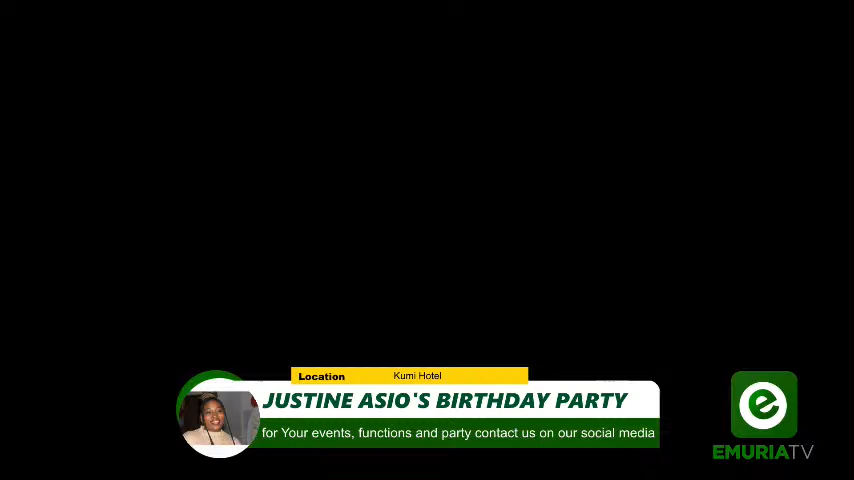 Location Kumi Hotel
JUSTINE ASIO'S BIRTHDAY PARTY
for Your events, functions and party contact us on our social media
e
EMURIATV